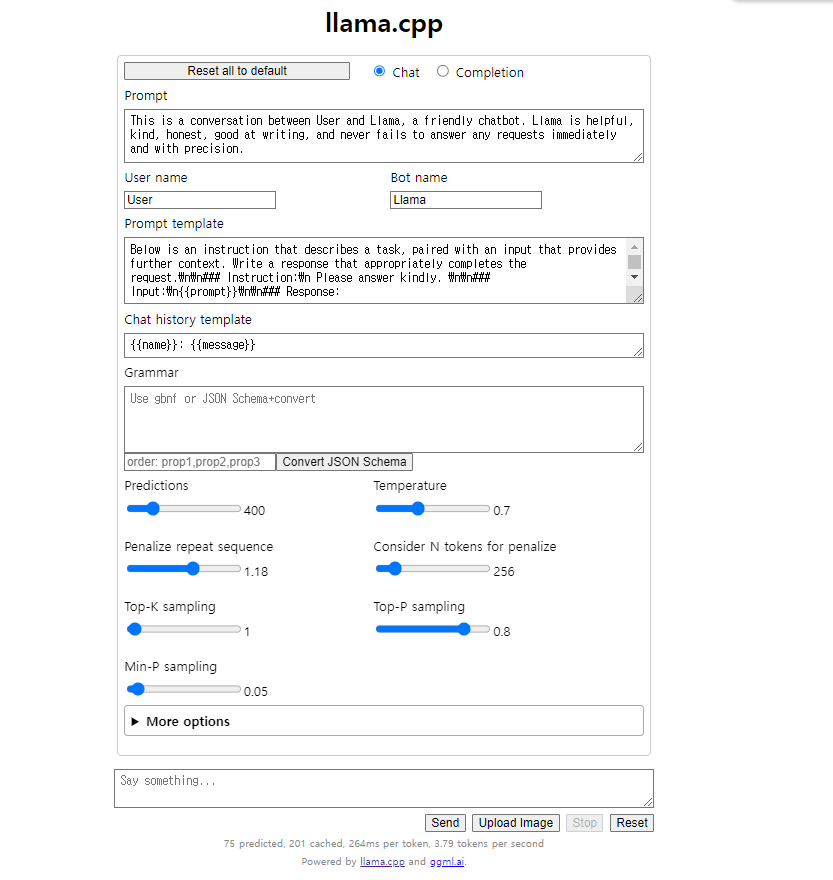 llama.cpp
Reset all to default Chat Completion
Prompt
This is a conversation between User and Llama, a friendly chatbot. Llama is helpful,
kind, honest, good at writing, and never fails to answer any requests immediately
and with precision.
User name Bot name
User Llama
Prompt template
Below is an instruction that describes a task, paired with an input that provides
further context. Write a response that appropriately completes the
request.₩n₩n### Instruction:₩n Please answer kindly. ₩n₩n###
Input:₩n{{prompt}}₩n₩n### Response:
Chat history template
{{name}}: {{message}}
Grammar
Use gbnf or JSON Schema+convert
order: prop1,prop2,prop3 Convert JSON Schema
Predictions Temperature
400 0.7
Penalize repeat sequence Consider N tokens for penalize
1.18 256
Top-K sampling Top-P sampling
1 0.8
Min-P sampling
0.05
▶ More options
Say something...
Send Upload Image Stop Reset
75 predicted, 201 cached, 264ms per token, 3.79 tokens per second
Powered by llama.cpp and ggml.ai.